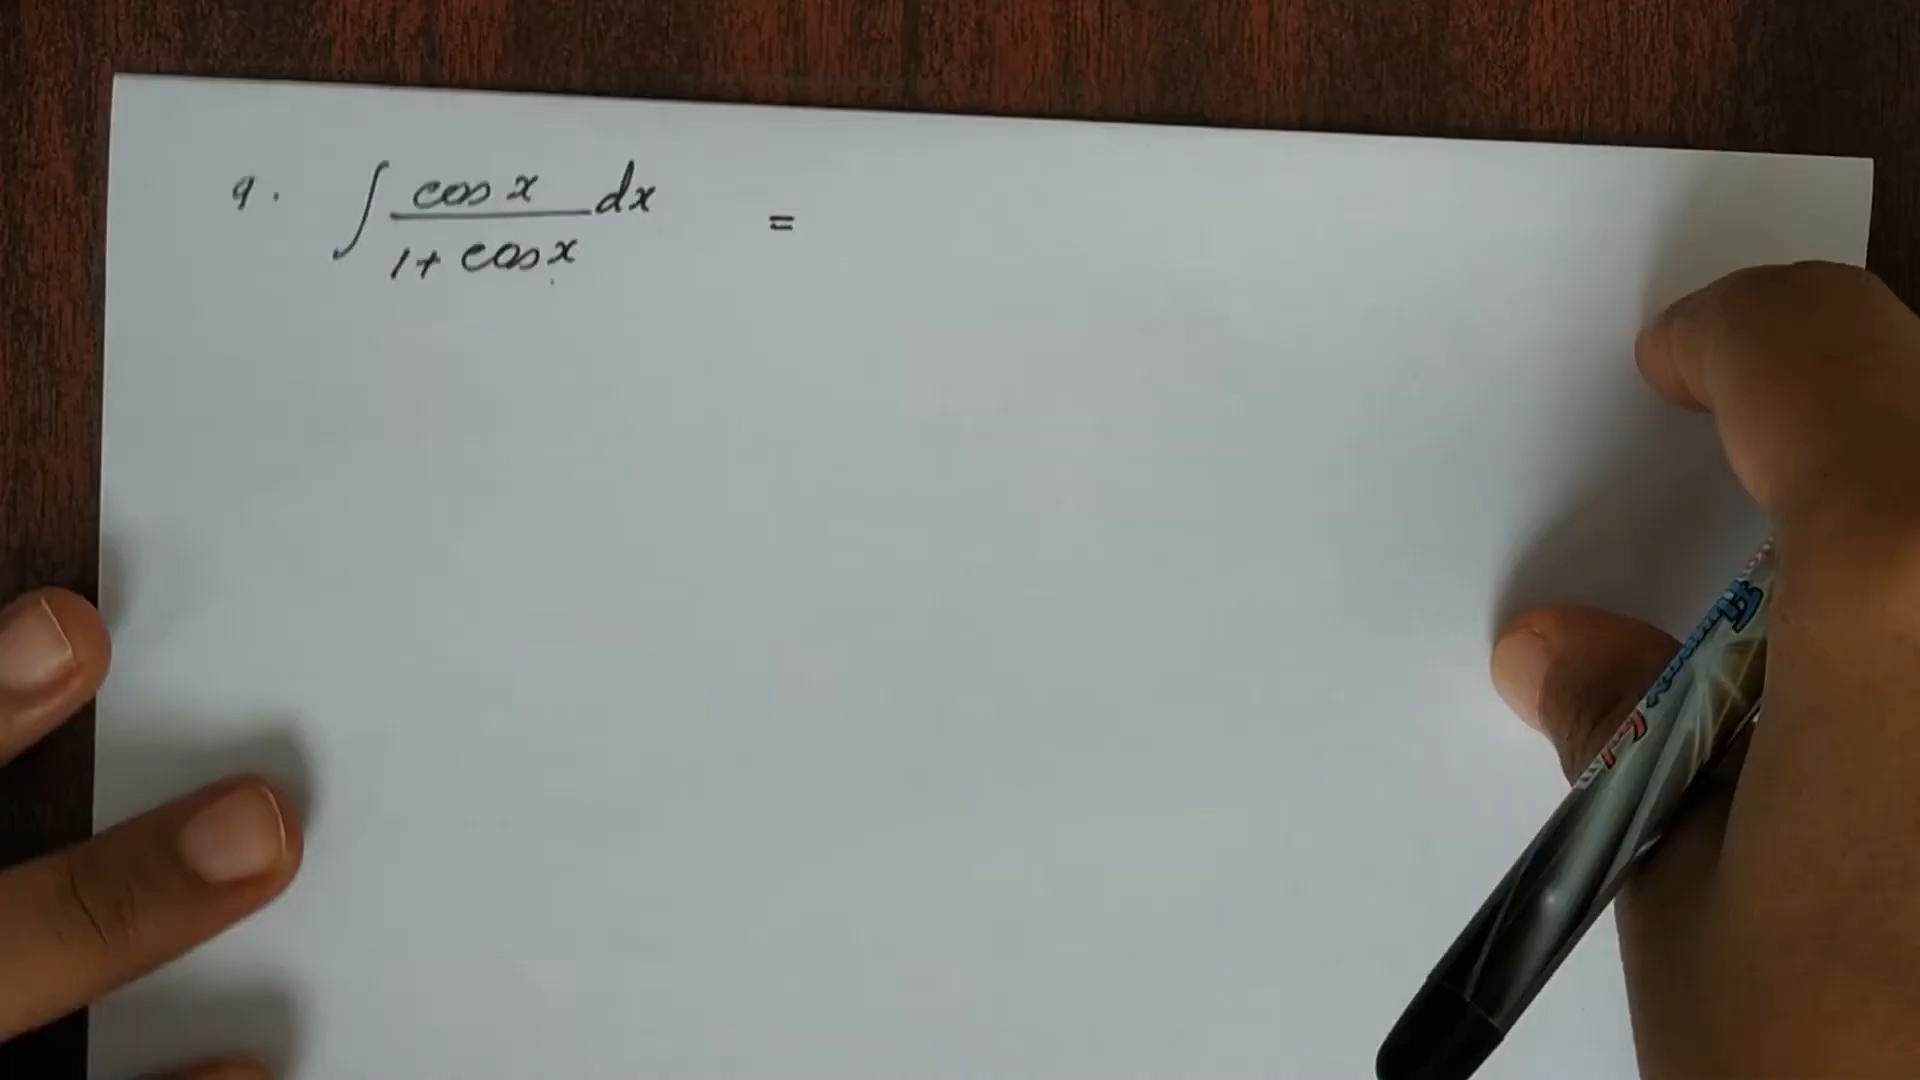 9. ∫ cos x / 1 + cos x dx =